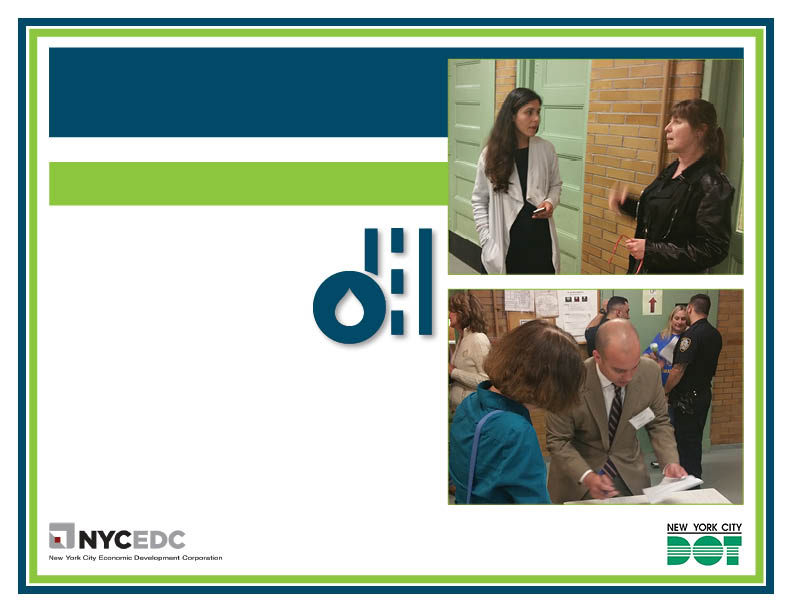 NYCEDC
New York City Economic Development Corporation
NEW YORK CITY
DOT